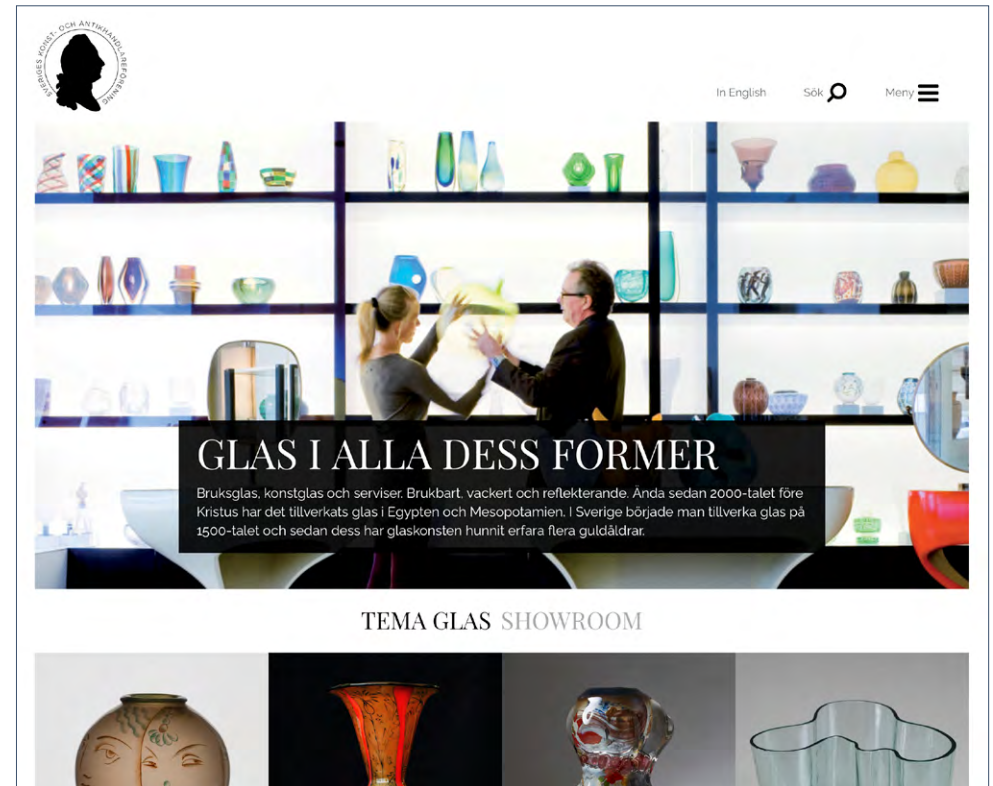 SVERIGES KONST- OCH ANTIKHANDLAREFÖRENING
In English Sök Meny
GLAS I ALLA DESS FORMER
Bruksglas, konstglas och serviser. Brukbart, vackert och reflekterande. Ända sedan 2000-talet före
Kristus har det tillverkats glas i Egypten och Mesopotamien. I Sverige började man tillverka glas på
1500-talet och sedan dess har glaskonsten hunnit erfara flera guldåldrar.
TEMA GLAS SHOWROOM